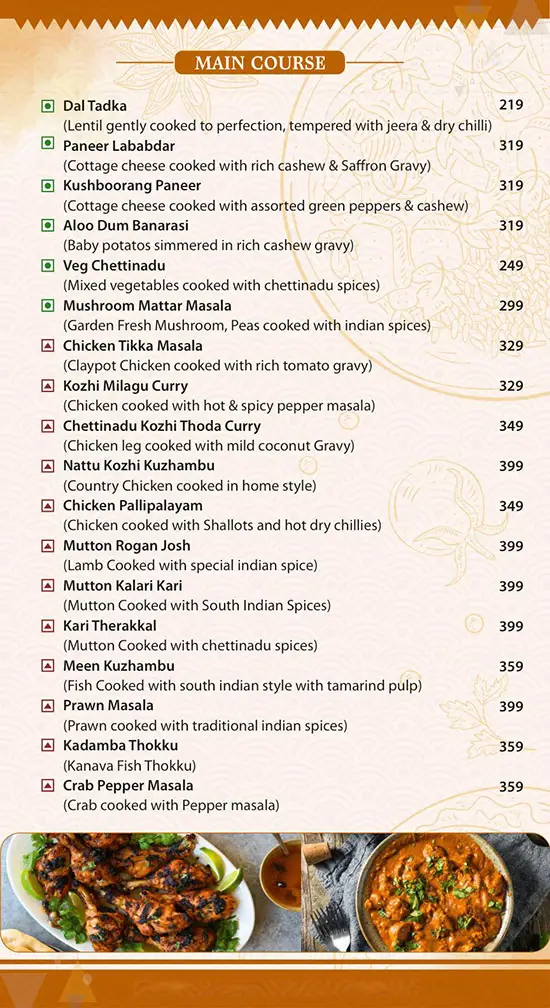 MAIN COURSE
Dal Tadka 219
(Lentil gently cooked to perfection, tempered with jeera & dry chilli)
Paneer Lababdar 319
(Cottage cheese cooked with rich cashew & Saffron Gravy)
Kushboorang Paneer 319
(Cottage cheese cooked with assorted green peppers & cashew)
Aloo Dum Banarasi 319
(Baby potatos simmered in rich cashew gravy)
Veg Chettinadu 249
(Mixed vegetables cooked with chettinadu spices)
Mushroom Mattar Masala 299
(Garden Fresh Mushroom, Peas cooked with indian spices)
Chicken Tikka Masala 329
(Claypot Chicken cooked with rich tomato gravy)
Kozhi Milagu Curry 329
(Chicken cooked with hot & spicy pepper masala)
Chettinadu Kozhi Thoda Curry 349
(Chicken leg cooked with mild coconut Gravy)
Nattu Kozhi Kuzhambu 399
(Country Chicken cooked in home style)
Chicken Pallipalayam 349
(Chicken cooked with Shallots and hot dry chillies)
Mutton Rogan Josh 399
(Lamb Cooked with special indian spice)
Mutton Kalari Kari 399
(Mutton Cooked with South Indian Spices)
Kari Therakkal 399
(Mutton Cooked with chettinadu spices)
Meen Kuzhambu 359
(Fish Cooked with south indian style with tamarind pulp)
Prawn Masala 399
(Prawn cooked with traditional indian spices)
Kadamba Thokku 359
(Kanava Fish Thokku)
Crab Pepper Masala 359
(Crab cooked with Pepper masala)